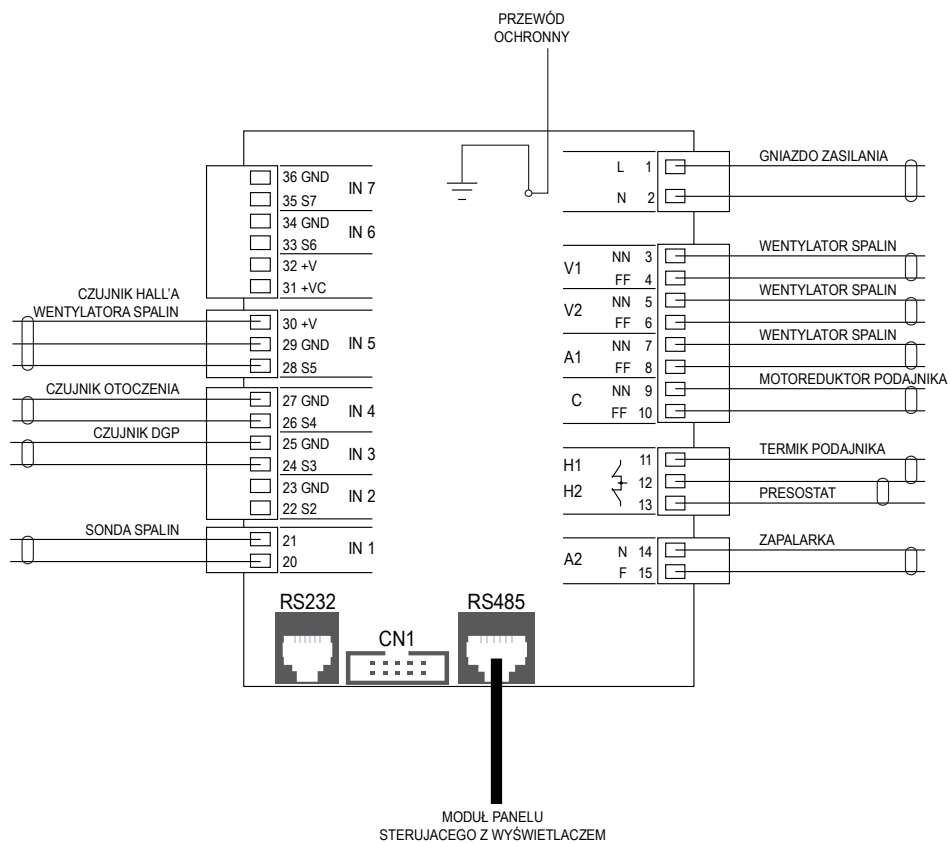 PRZEWÓD
OCHRONNY
36 GND
35 S7
IN 7
34 GND
33 S6
IN 6
32 +V
31 +VC
CZUJNIK HALL'A
WENTYLATORA SPALIN
30 +V
29 GND
28 S5
IN 5
CZUJNIK OTOCZENIA
27 GND
26 S4
IN 4
CZUJNIK DGP
25 GND
24 S3
IN 3
23 GND
22 S2
IN 2
SONDA SPALIN
21
20
IN 1
L 1
N 2
GNIAZDO ZASILANIA
V1
NN 3
FF 4
WENTYLATOR SPALIN
V2
NN 5
FF 6
WENTYLATOR SPALIN
A1
NN 7
FF 8
WENTYLATOR SPALIN
C
NN 9
FF 10
MOTOREDUKTOR PODAJNIKA
H1
H2
11
12
13
TERMIK PODAJNIKA
PRESOSTAT
A2
N 14
F 15
ZAPALARKA
RS232
CN1
RS485
MODUŁ PANELU
STERUJACEGO Z WYŚWIETLACZEM